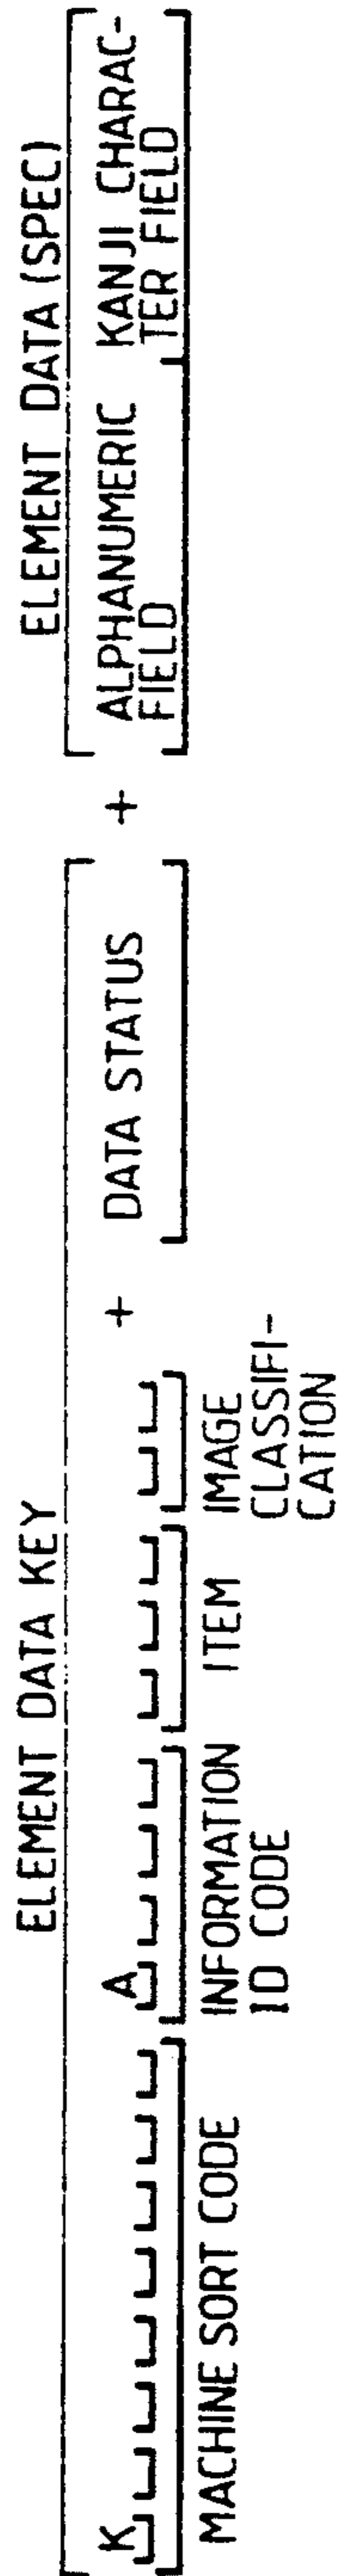 ELEMENT DATA KEY
ELEMENT DATA (SPEC)
K
A
+
DATA STATUS
+
ALPHANUMERIC
FIELD
KANJI CHARAC-
TER FIELD
MACHINE SORT CODE
INFORMATION
ID CODE
ITEM
IMAGE
CLASSIFI-
CATION